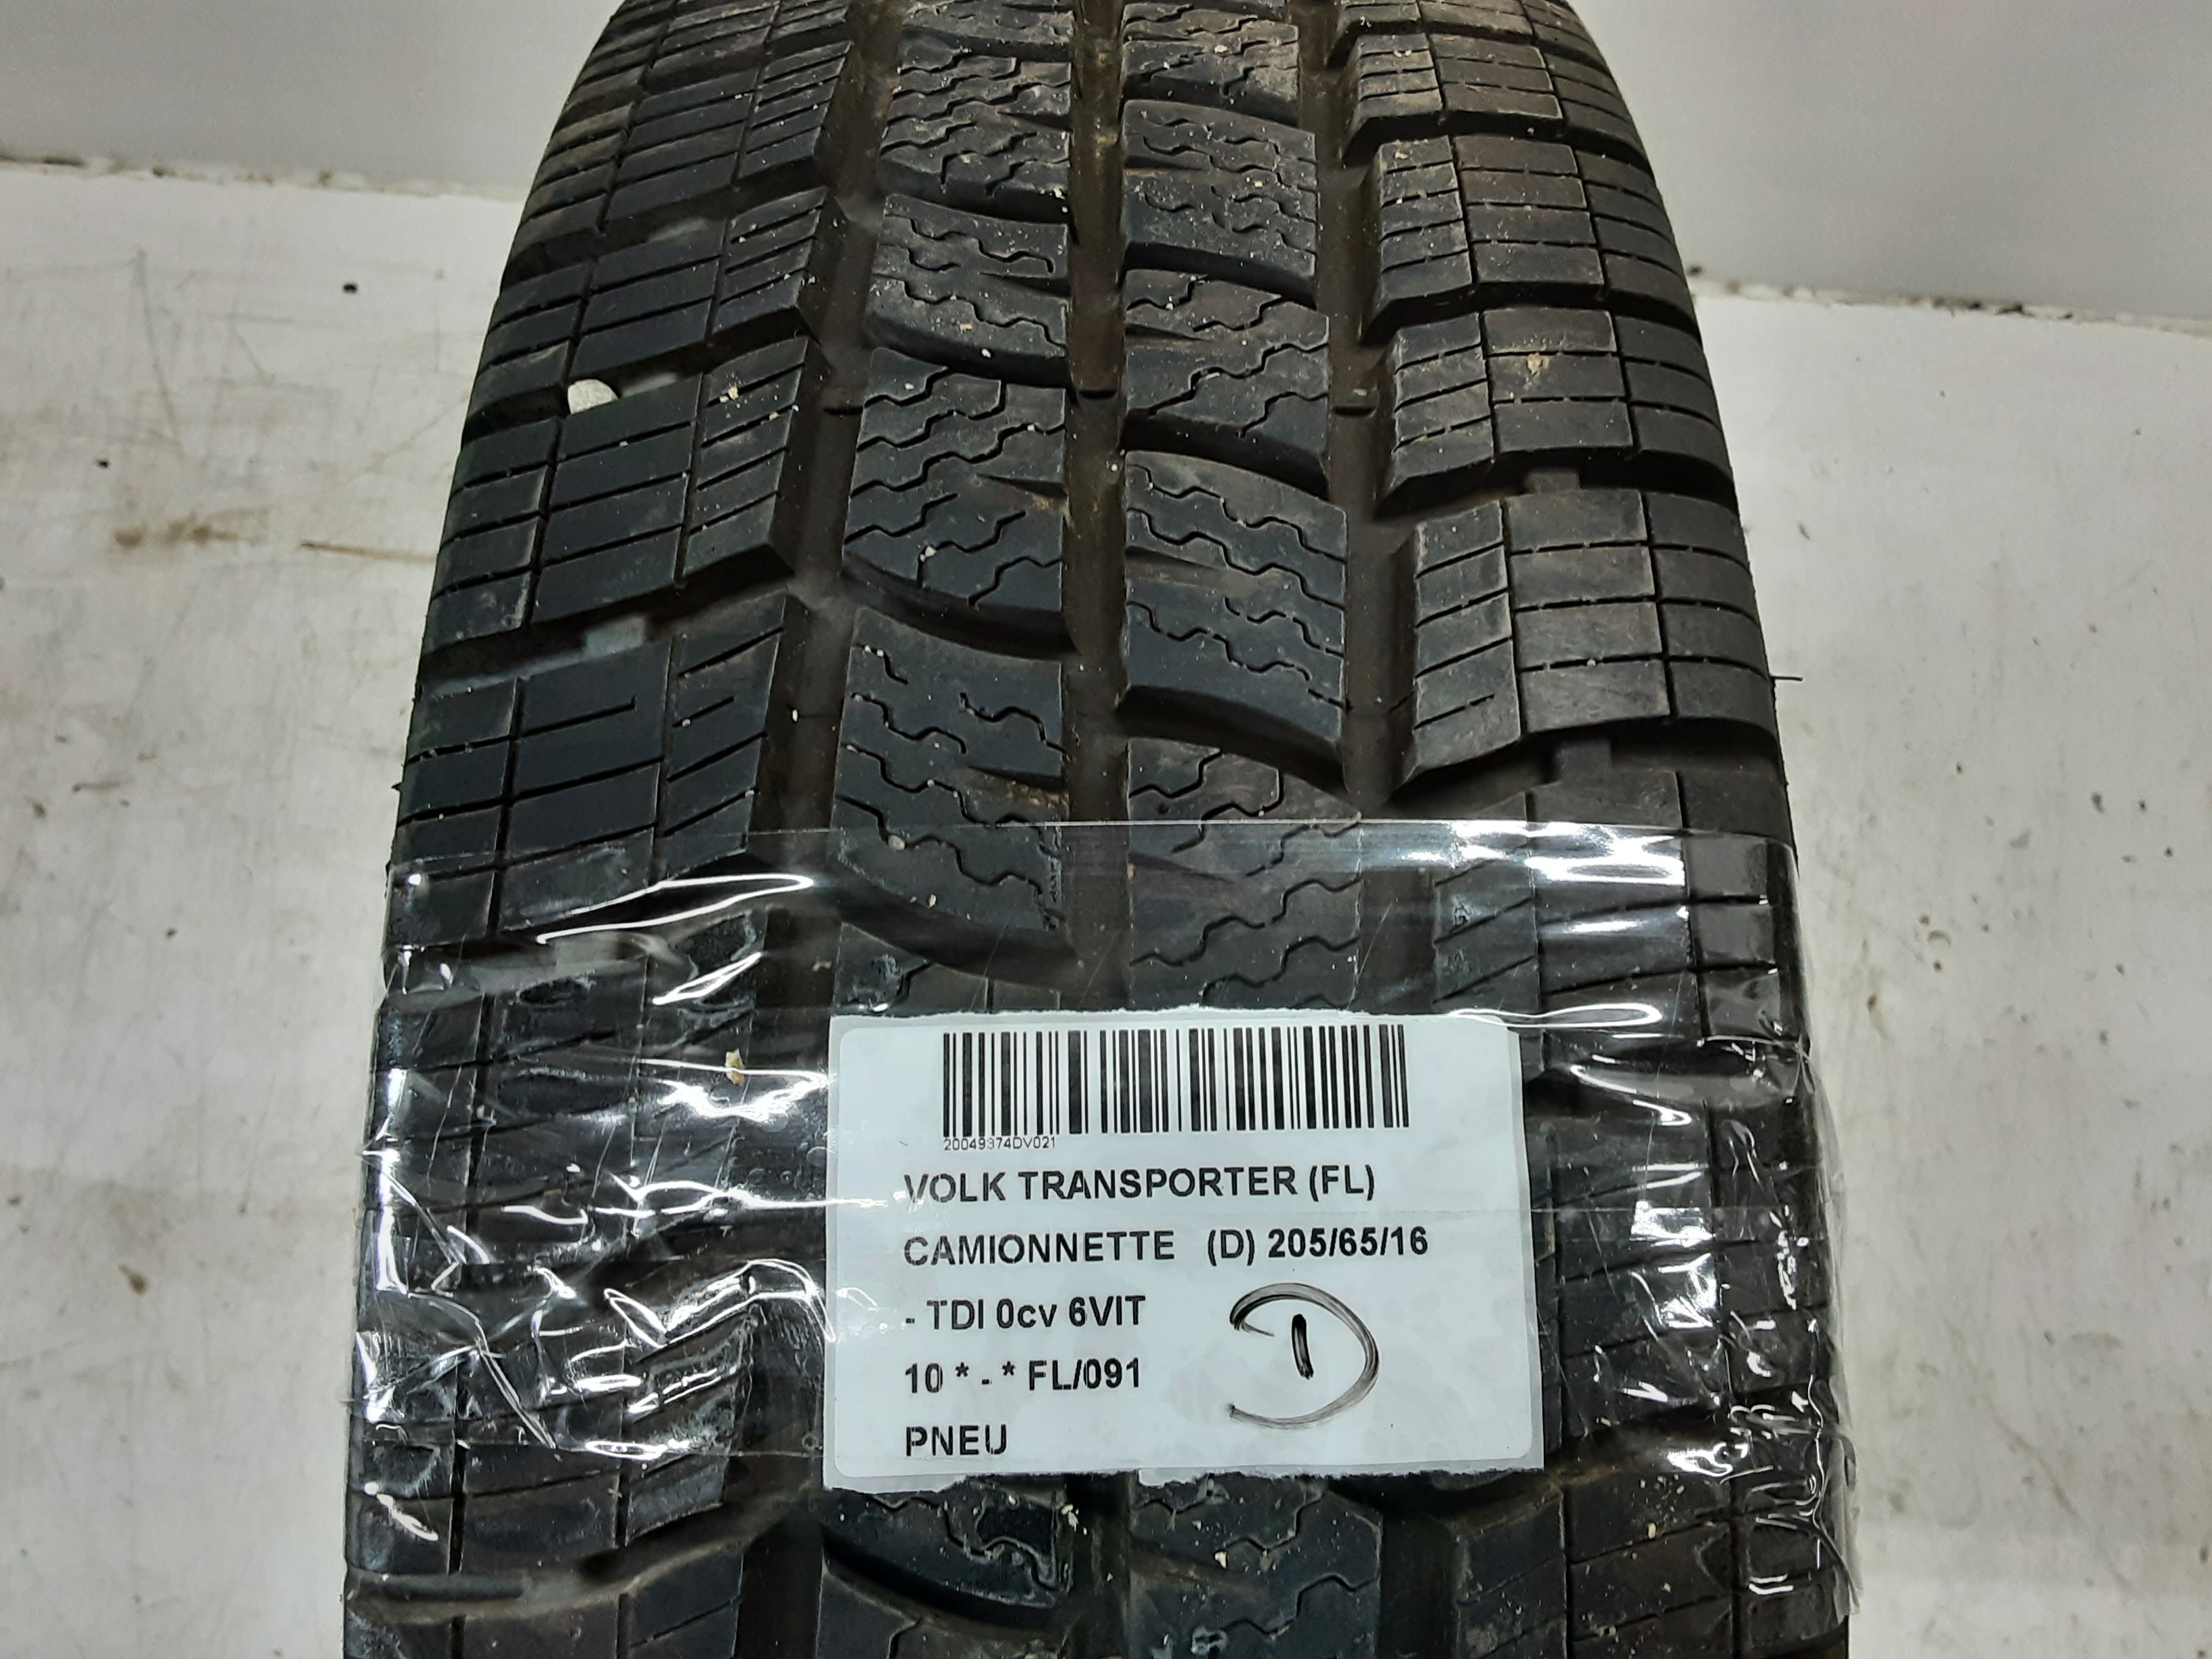 20049374DV021
VOLK TRANSPORTER (FL)
CAMIONNETTE (D) 205/65/16
- TDI 0cv 6VIT
10 * - * FL/091
PNEU